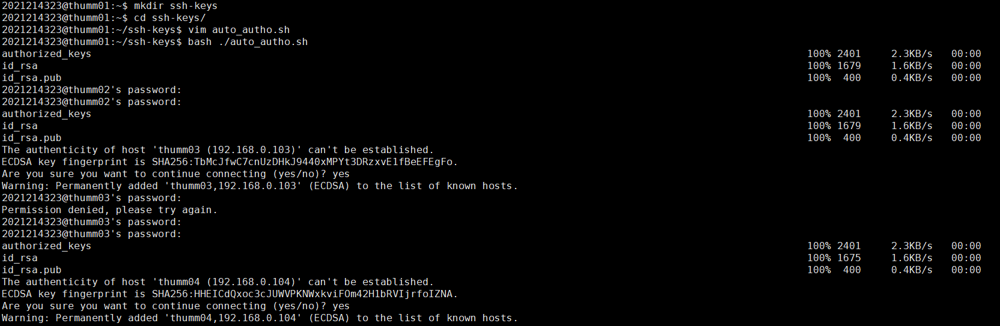 2021214323@thumm01:~$ mkdir ssh-keys
2021214323@thumm01:~$ cd ssh-keys/
2021214323@thumm01:~/ssh-keys$ vim auto_autho.sh
2021214323@thumm01:~/ssh-keys$ bash ./auto_autho.sh
authorized_keys 100% 2401 2.3KB/s 00:00
id_rsa 100% 1679 1.6KB/s 00:00
id_rsa.pub 100% 400 0.4KB/s 00:00
2021214323@thumm02's password:
2021214323@thumm02's password:
authorized_keys 100% 2401 2.3KB/s 00:00
id_rsa 100% 1679 1.6KB/s 00:00
id_rsa.pub 100% 400 0.4KB/s 00:00
The authenticity of host 'thumm03 (192.168.0.103)' can't be established.
ECDSA key fingerprint is SHA256:TbMcJfwC7cnUzDHkJ9440xMPYt3DRzxvE1fBeEFEgFo.
Are you sure you want to continue connecting (yes/no)? yes
Warning: Permanently added 'thumm03,192.168.0.103' (ECDSA) to the list of known hosts.
2021214323@thumm03's password:
Permission denied, please try again.
2021214323@thumm03's password:
2021214323@thumm03's password:
authorized_keys 100% 2401 2.3KB/s 00:00
id_rsa 100% 1675 1.6KB/s 00:00
id_rsa.pub 100% 400 0.4KB/s 00:00
The authenticity of host 'thumm04 (192.168.0.104)' can't be established.
ECDSA key fingerprint is SHA256:HHEICdQxoc3cJUWVPKNWxkviFOm42H1bRVIjrfoIZNA.
Are you sure you want to continue connecting (yes/no)? yes
Warning: Permanently added 'thumm04,192.168.0.104' (ECDSA) to the list of known hosts.